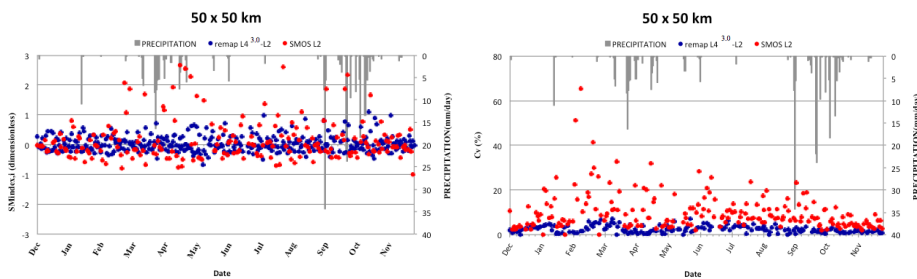 50 x 50 km
PRECIPITATION remap L4 3.0-L2 SMOS L2
3
2
1
0
-1
-2
-3
SMindex,i (dimensionless)
0
5
10
15
20
25
30
35
40
PRECIPITATION(mm/day)
Dec Jan Feb Mar Apr May Jun Jul Aug Sep Oct Nov
Date
50 x 50 km
PRECIPITATION remap L4 3.0-L2 SMOS L2
80
60
40
20
0
Cv (%)
0
5
10
15
20
25
30
35
40
PRECIPITATION(mm/day)
Dec Jan Feb Mar Apr May Jun Jul Aug Sep Oct Nov
Date